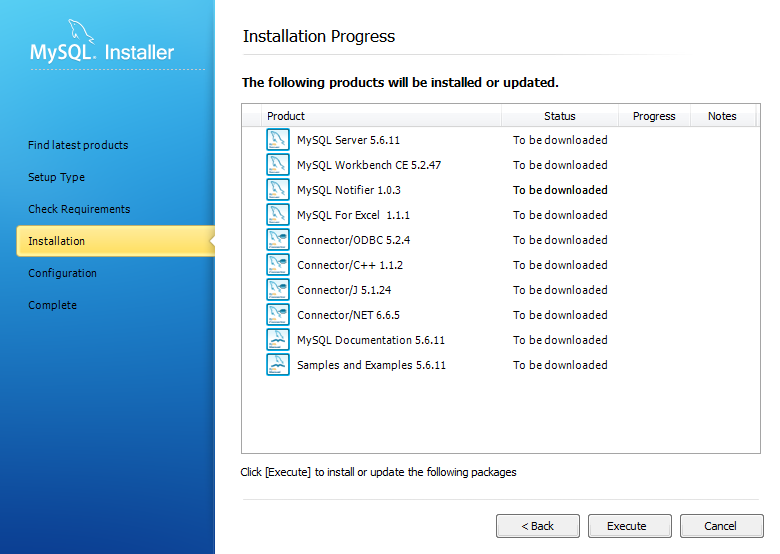 MySQL. Installer
Installation Progress
The following products will be installed or updated.
Find latest products
Setup Type
Check Requirements
Installation
Configuration
Complete
Product Status Progress Notes
MySQL Server 5.6.11 To be downloaded
MySQL Workbench CE 5.2.47 To be downloaded
MySQL Notifier 1.0.3 To be downloaded
MySQL For Excel 1.1.1 To be downloaded
Connector/ODBC 5.2.4 To be downloaded
Connector/C++ 1.1.2 To be downloaded
Connector/J 5.1.24 To be downloaded
Connector/NET 6.6.5 To be downloaded
MySQL Documentation 5.6.11 To be downloaded
Samples and Examples 5.6.11 To be downloaded
Click [Execute] to install or update the following packages
< Back Execute Cancel